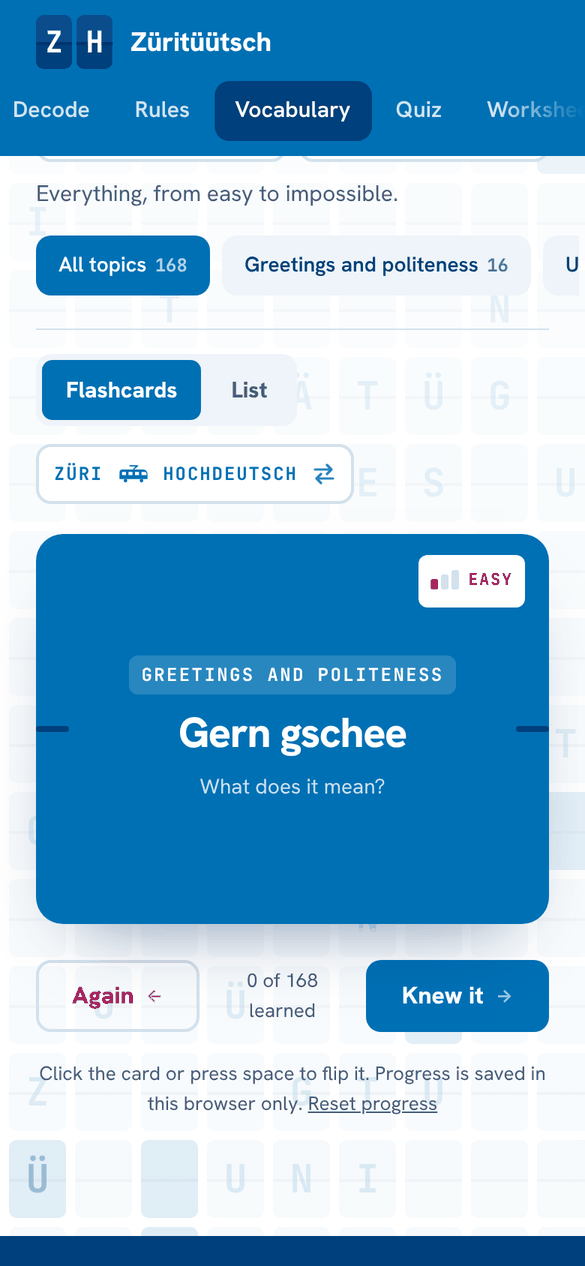 Z H Züritüütsch
Decode Rules Vocabulary Quiz Workshe
Everything, from easy to impossible.
All topics 168 Greetings and politeness 16 U
I
T N
Flashcards List
Ä T Ü G
ZÜRI HOCHDEUTSCH
E S U
EASY
GREETINGS AND POLITENESS
Gern gschee
T
What does it mean?
N
Again ← 0 of 168 Knew it →
Ü learned
Click the card or press space to flip it. Progress is saved in
this browser only. Reset progress
Z G T U
Ü U N I